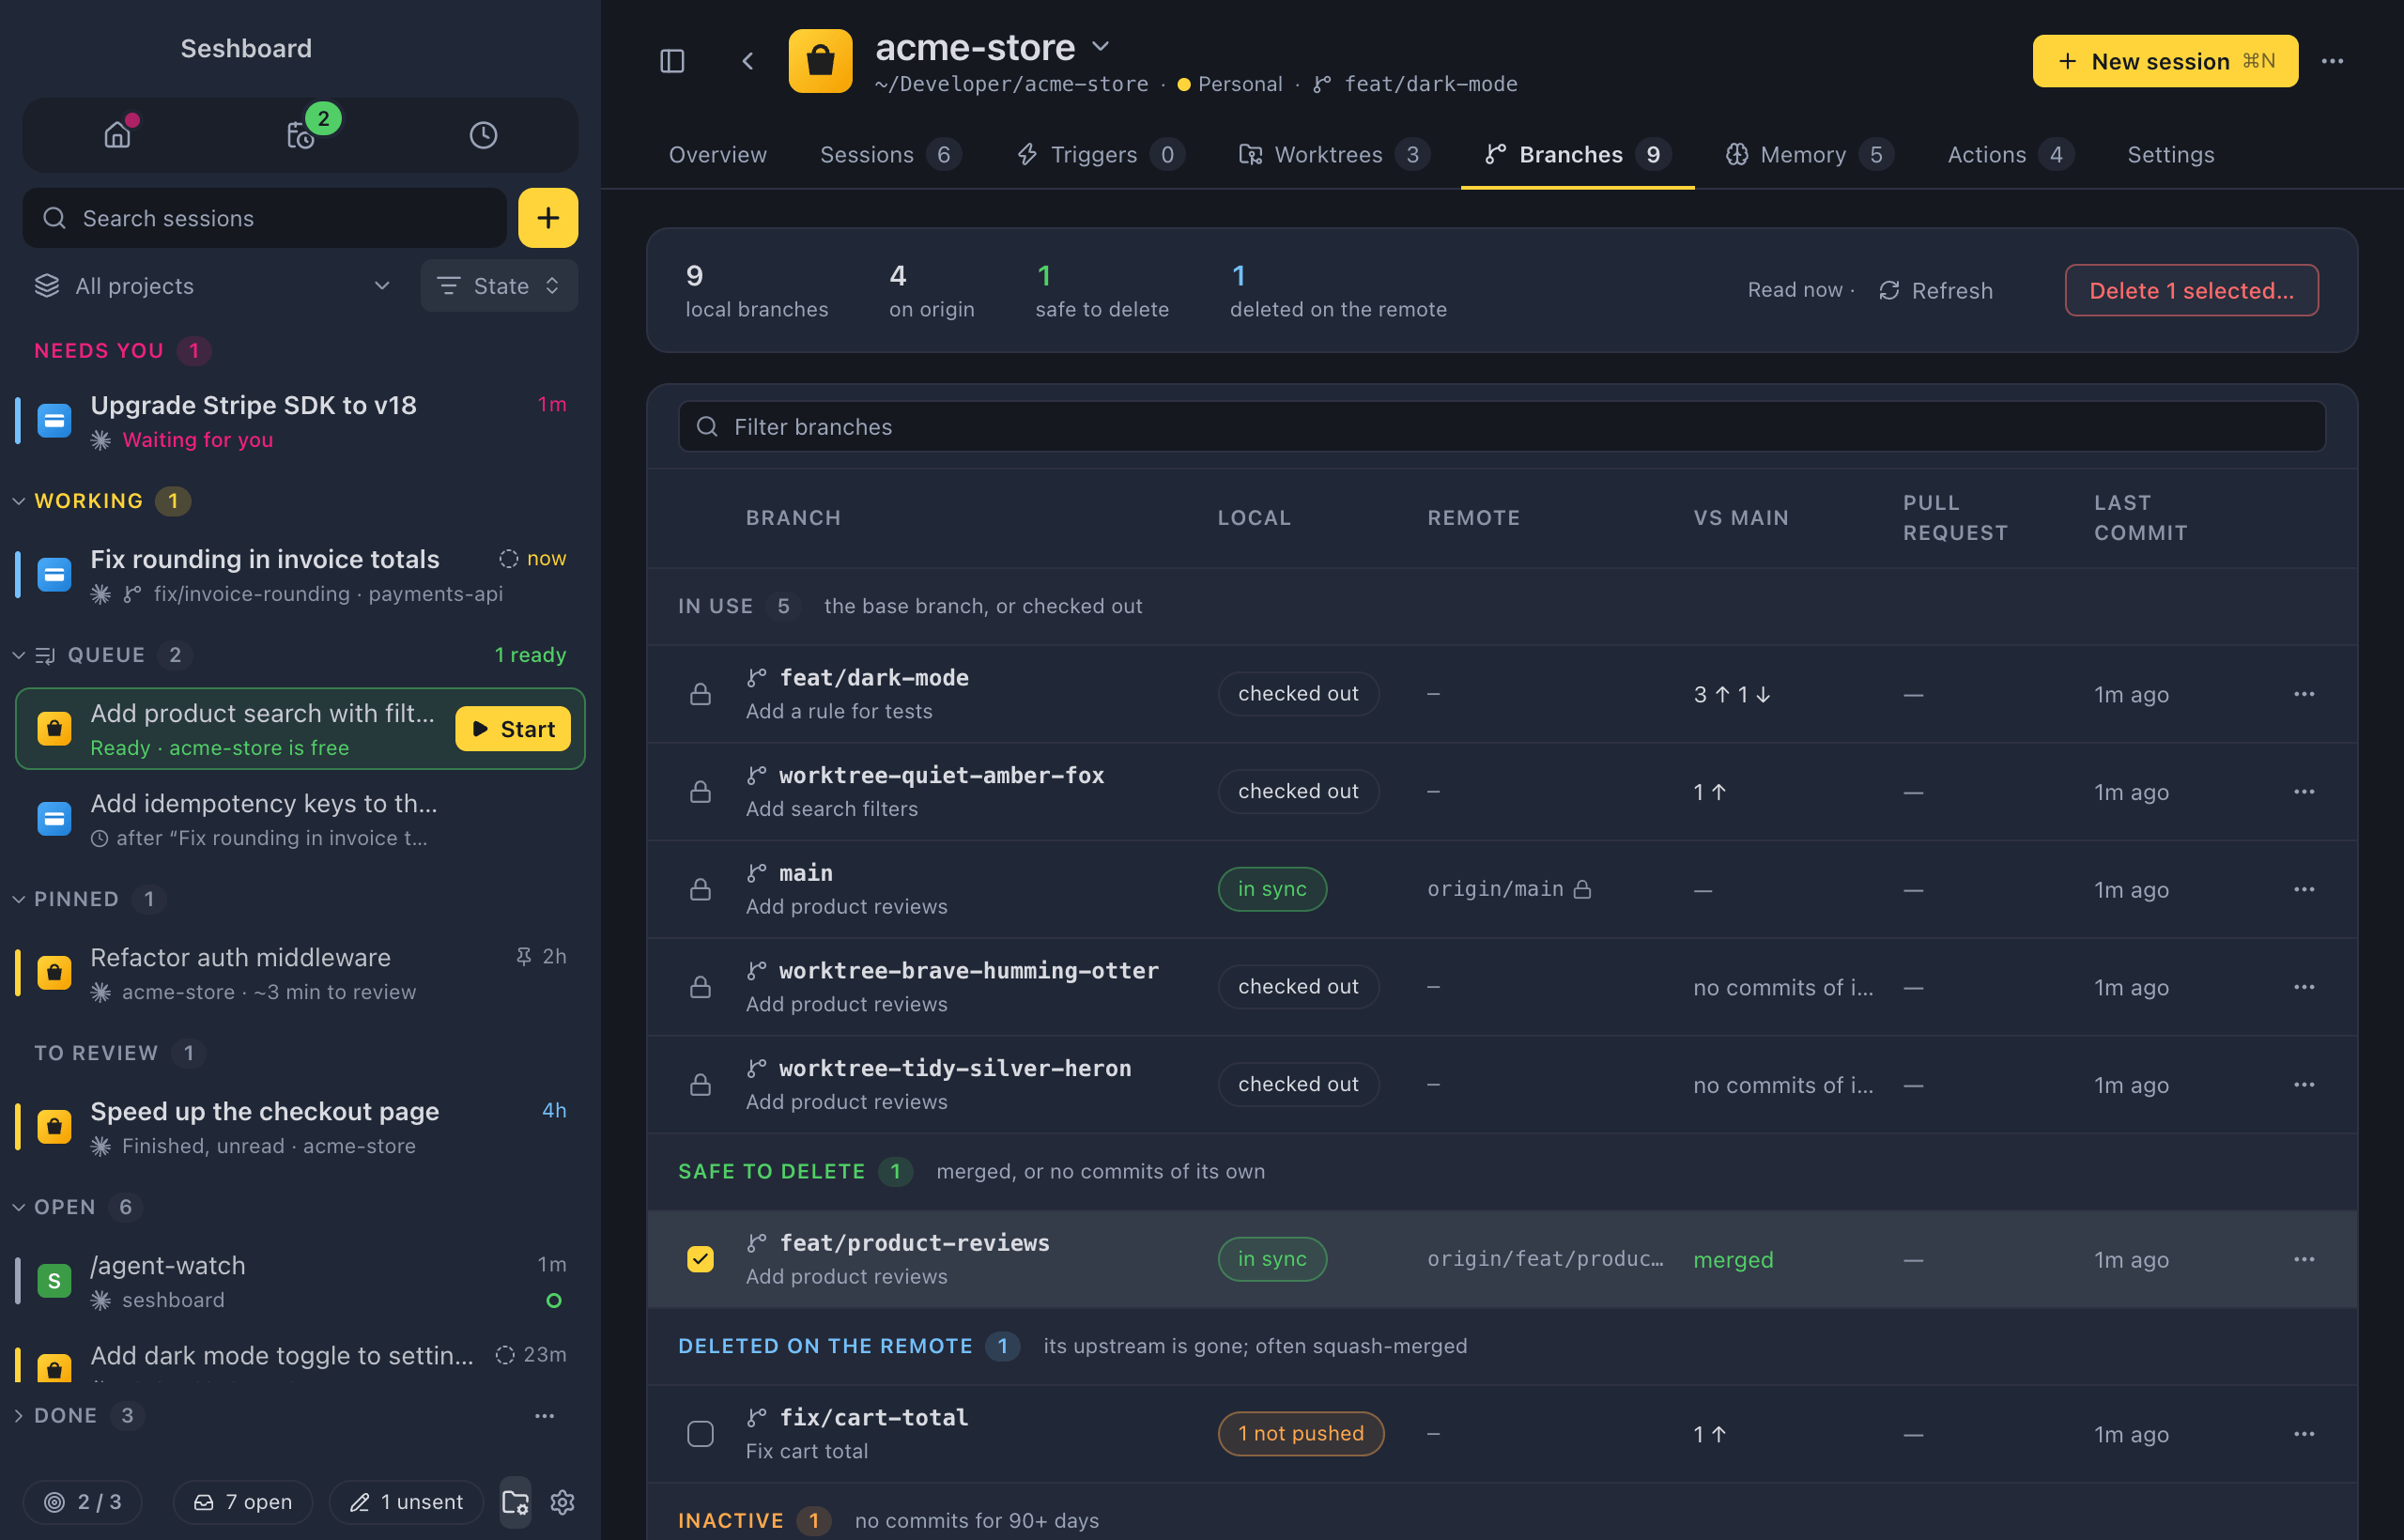 Seshboard
2
Search sessions
All projects
State
NEEDS YOU 1
Upgrade Stripe SDK to v18 1m
Waiting for you
WORKING 1
Fix rounding in invoice totals now
fix/invoice-rounding · payments-api
QUEUE 2 1 ready
Add product search with filt...
Ready · acme-store is free
Start
Add idempotency keys to th...
after “Fix rounding in invoice t...
PINNED 1
Refactor auth middleware 2h
acme-store · ~3 min to review
TO REVIEW 1
Speed up the checkout page 4h
Finished, unread · acme-store
OPEN 6
S
/agent-watch 1m
seshboard
Add dark mode toggle to settin... 23m
DONE 3
2 / 3
7 open
1 unsent
acme-store
~/Developer/acme-store · Personal · feat/dark-mode
New session ⌘N
Overview
Sessions 6
Triggers 0
Worktrees 3
Branches 9
Memory 5
Actions 4
Settings
9 local branches
4 on origin
1 safe to delete
1 deleted on the remote
Read now ·
Refresh
Delete 1 selected...
Filter branches
BRANCH LOCAL REMOTE VS MAIN PULL REQUEST LAST COMMIT
IN USE 5 the base branch, or checked out
feat/dark-mode checked out – 3 ↑ 1 ↓ — 1m ago
Add a rule for tests
worktree-quiet-amber-fox checked out – 1 ↑ — 1m ago
Add search filters
main in sync origin/main — — 1m ago
Add product reviews
worktree-brave-humming-otter checked out – no commits of i... — 1m ago
Add product reviews
worktree-tidy-silver-heron checked out – no commits of i... — 1m ago
Add product reviews
SAFE TO DELETE 1 merged, or no commits of its own
feat/product-reviews in sync origin/feat/produc... merged — 1m ago
Add product reviews
DELETED ON THE REMOTE 1 its upstream is gone; often squash-merged
fix/cart-total 1 not pushed – 1 ↑ — 1m ago
Fix cart total
INACTIVE 1 no commits for 90+ days